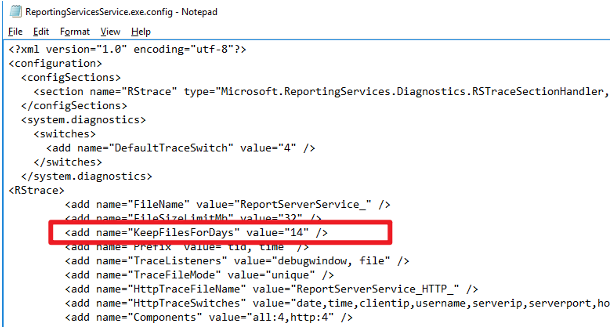 ReportingServicesService.exe.config - Notepad
File Edit Format View Help
<?xml version="1.0" encoding="utf-8"?>
<configuration>
<configSections>
<section name="RStrace" type="Microsoft.ReportingServices.Diagnostics.RSTraceSectionHandler,
</configSections>
<system.diagnostics>
<switches>
<add name="DefaultTraceSwitch" value="4" />
</switches>
</system.diagnostics>
<RStrace>
<add name="FileName" value="ReportServerService_" />
<add name="FileSizeLimitMb" value="32" />
<add name="KeepFilesForDays" value="14" />
<add name="Prefix" value="tid, time" />
<add name="TraceListeners" value="debugwindow, file" />
<add name="TraceFileMode" value="unique" />
<add name="HttpTraceFileName" value="ReportServerService_HTTP_" />
<add name="HttpTraceSwitches" value="date,time,clientip,username,serverip,serverport,ho
<add name="Components" value="all:4,http:4" />